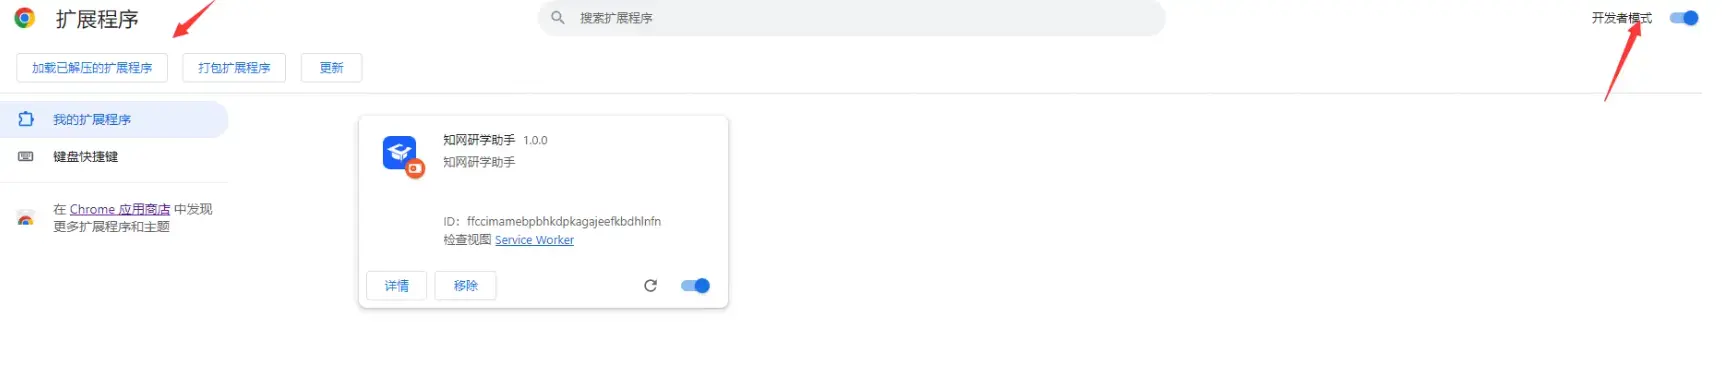 扩展程序
搜索扩展程序
开发者模式
加载已解压的扩展程序
打包扩展程序
更新
我的扩展程序
键盘快捷键
在 Chrome 应用商店 中发现
更多扩展程序和主题
知网研学助手 1.0.0
知网研学助手
ID：ffccimamebpbhkdpkagajeefkbdhlnfn
检查视图 Service Worker
详情
移除